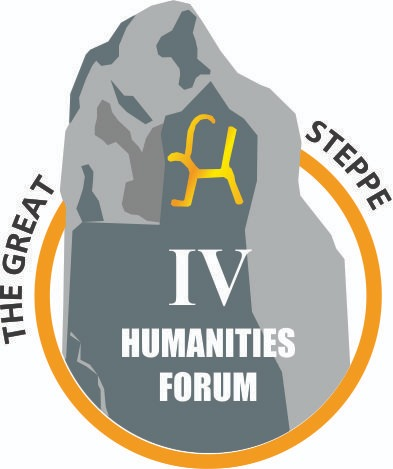 THE GREAT
STEPPE
IV
HUMANITIES
FORUM